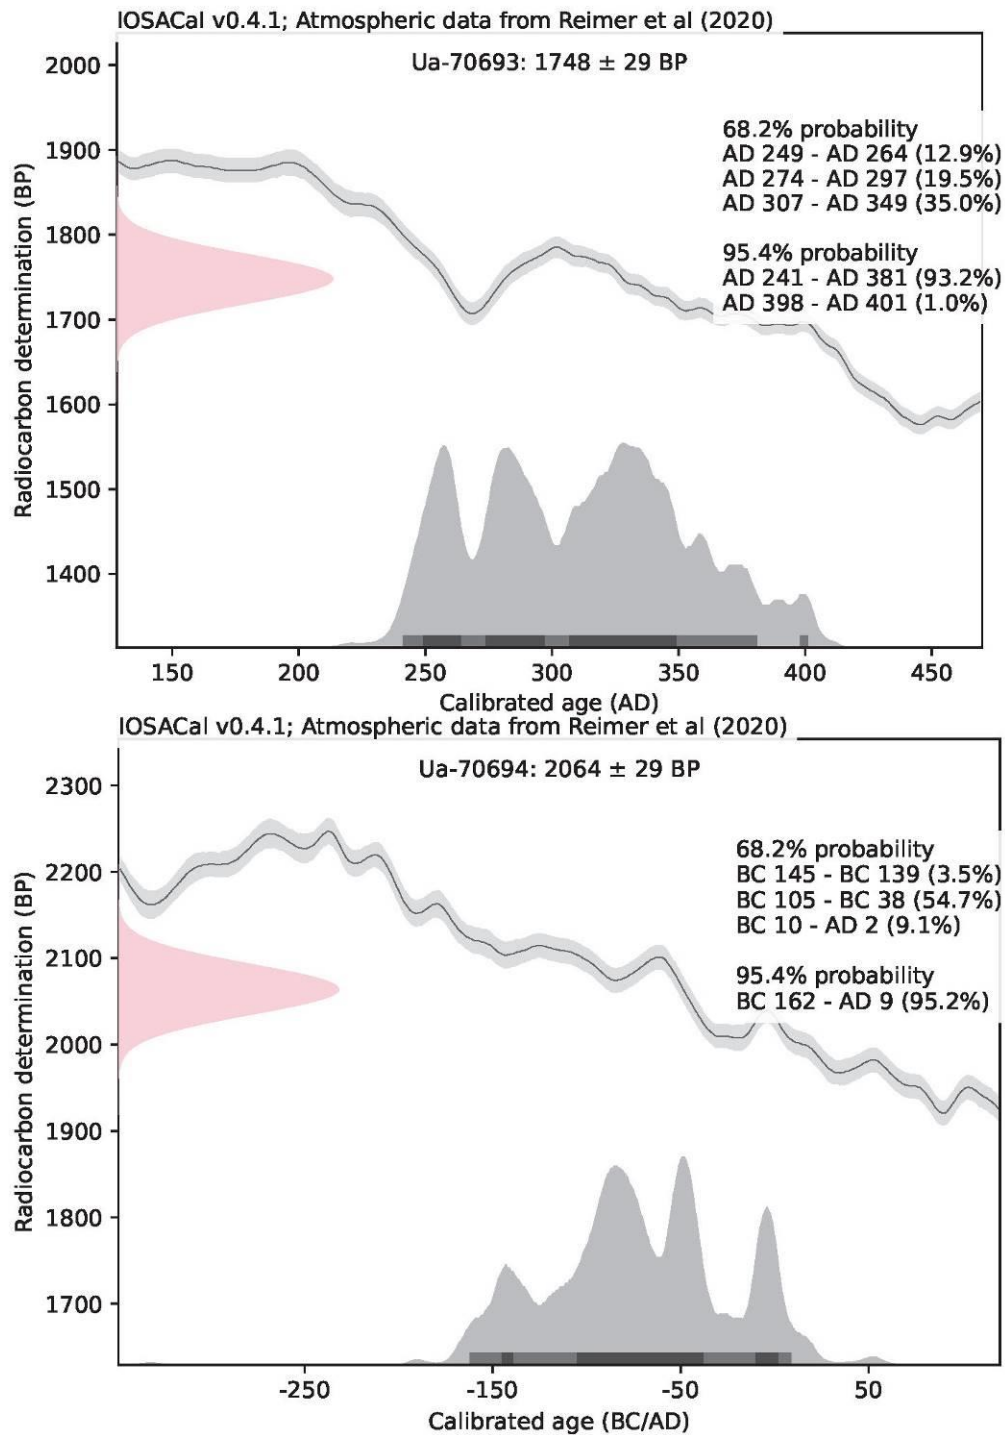 IOSACal v0.4.1; Atmospheric data from Reimer et al (2020)
Ua-70693: 1748 ± 29 BP
68.2% probability
AD 249 - AD 264 (12.9%)
AD 274 - AD 297 (19.5%)
AD 307 - AD 349 (35.0%)
95.4% probability
AD 241 - AD 381 (93.2%)
AD 398 - AD 401 (1.0%)
Radiocarbon determination (BP)
2000
1900
1800
1700
1600
1500
1400
150 200 250 300 350 400 450
Calibrated age (AD)
IOSACal v0.4.1; Atmospheric data from Reimer et al (2020)
Ua-70694: 2064 ± 29 BP
68.2% probability
BC 145 - BC 139 (3.5%)
BC 105 - BC 38 (54.7%)
BC 10 - AD 2 (9.1%)
95.4% probability
BC 162 - AD 9 (95.2%)
Radiocarbon determination (BP)
2300
2200
2100
2000
1900
1800
1700
-250 -150 -50 50
Calibrated age (BC/AD)